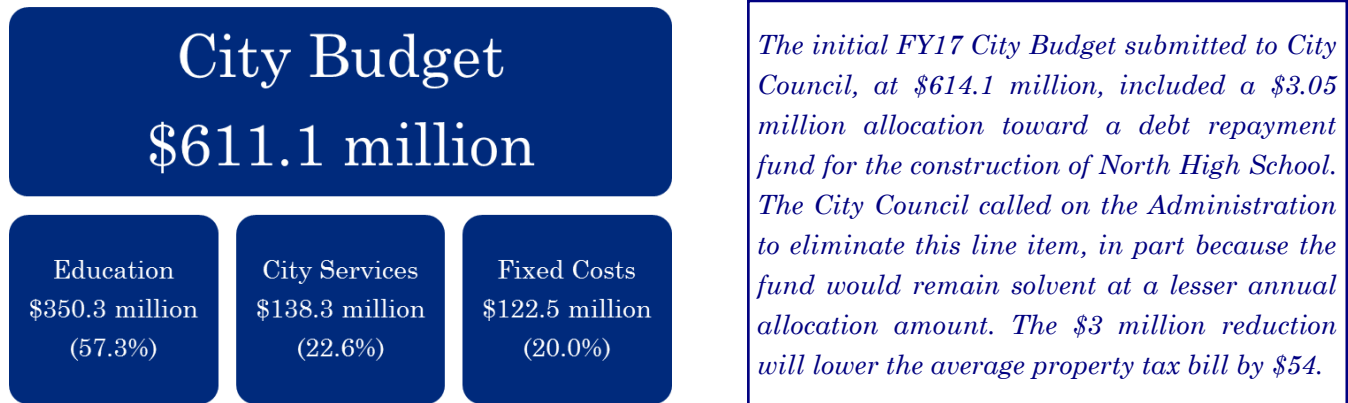 City Budget
$611.1 million
Education
$350.3 million
(57.3%)
City Services
$138.3 million
(22.6%)
Fixed Costs
$122.5 million
(20.0%)
The initial FY17 City Budget submitted to City
Council, at $614.1 million, included a $3.05
million allocation toward a debt repayment
fund for the construction of North High School.
The City Council called on the Administration
to eliminate this line item, in part because the
fund would remain solvent at a lesser annual
allocation amount. The $3 million reduction
will lower the average property tax bill by $54.